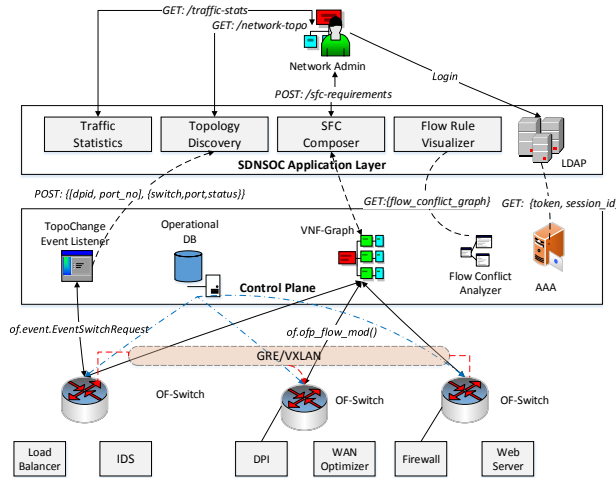 GET: /traffic-stats
GET: /network-topo
Network Admin
Login
POST: /sfc-requirements
Traffic
Statistics
Topology
Discovery
SFC
Composer
Flow Rule
Visualizer
LDAP
SDNSOC Application Layer
POST: {[dpid, port_no], {switch,port,status}}
GET:{flow_conflict_graph}
GET: {token, session_id
TopoChange
Event Listener
Operational
DB
VNF-Graph
Flow Conflict
Analyzer
AAA
Control Plane
of.event.EventSwitchRequest
of.ofp_flow_mod()
GRE/VXLAN
OF-Switch
OF-Switch
OF-Switch
Load
Balancer
IDS
DPI
WAN
Optimizer
Firewall
Web
Server